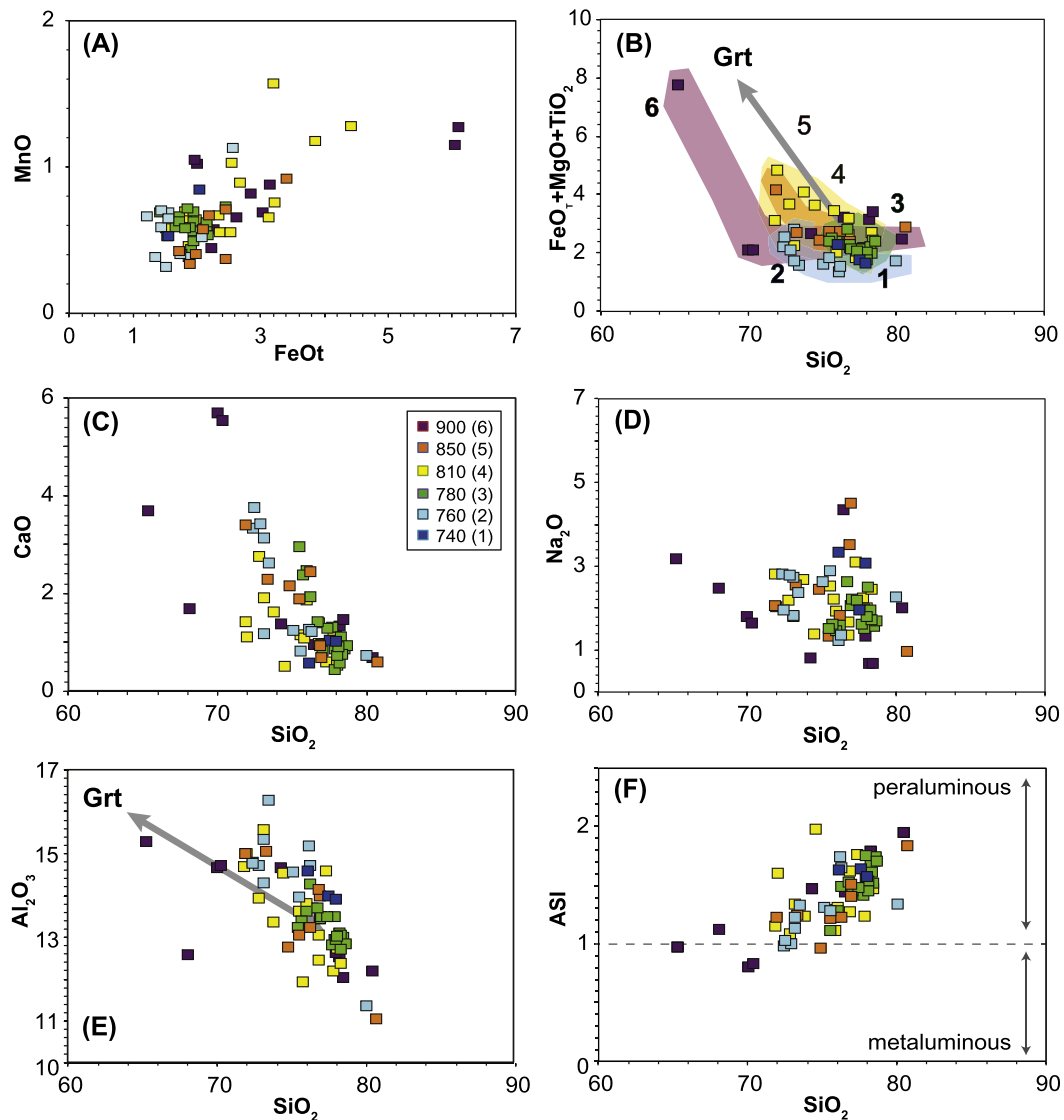 (A)
MnO
2
1
0
0
1
3
5
7
FeOt
(B)
FeOT+MgO+TiO2
10
8
6
4
2
0
Grt
6
5
4
3
2
1
60
70
80
90
SiO2
(C)
CaO
6
4
2
0
900 (6)
850 (5)
810 (4)
780 (3)
760 (2)
740 (1)
60
70
80
90
SiO2
(D)
Na2O
7
5
3
1
0
60
70
80
90
SiO2
(E)
Al2O3
17
15
13
11
10
Grt
60
70
80
90
SiO2
(F)
ASI
2
1
0
peraluminous
metaluminous
60
70
80
90
SiO2